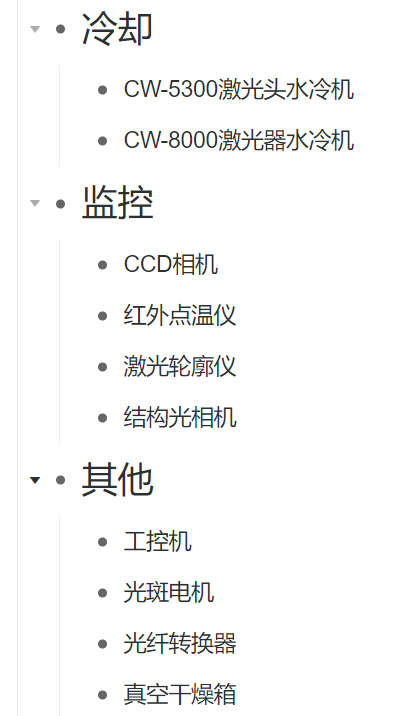 冷却
CW-5300激光头水冷机
CW-8000激光器水冷机
监控
CCD相机
红外点温仪
激光轮廓仪
结构光相机
其他
工控机
光斑电机
光纤转换器
真空干燥箱